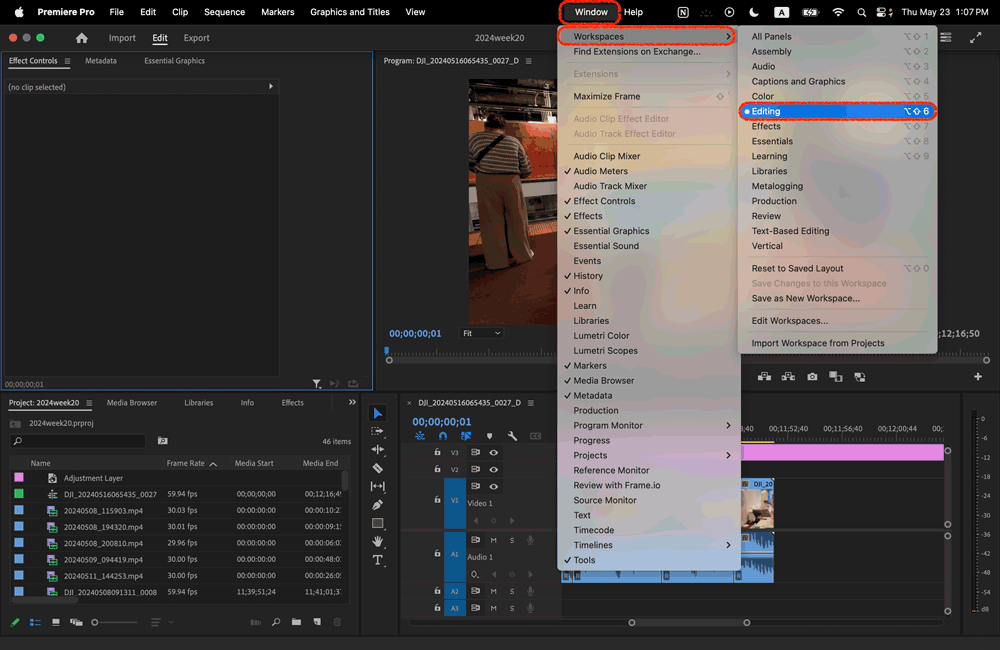 Premiere Pro File Edit Clip Sequence Markers Graphics and Titles View Window Help N A Thu May 23 1:07 PM
Import Edit Export 2024week20
Effect Controls Metadata Essential Graphics
(no clip selected)
00;00;00;01
Program: DJI_20240516065435_0027_D
00;00;00;01 Fit ;12;16;50
Workspaces
Find Extensions on Exchange...
Extensions
Maximize Frame
Audio Clip Effect Editor
Audio Track Effect Editor
Audio Clip Mixer
Audio Meters
Audio Track Mixer
Effect Controls
Effects
Essential Graphics
Essential Sound
Events
History
Info
Learn
Libraries
Lumetri Color
Lumetri Scopes
Markers
Media Browser
Metadata
Production
Program Monitor
Progress
Projects
Reference Monitor
Review with Frame.io
Source Monitor
Text
Timecode
Timelines
Tools
All Panels ⌥⇧1
Assembly ⌥⇧2
Audio ⌥⇧3
Captions and Graphics ⌥⇧4
Color ⌥⇧5
Editing ⌥⇧6
Effects ⌥⇧7
Essentials ⌥⇧8
Learning ⌥⇧9
Libraries
Metalogging
Production
Review
Text-Based Editing
Vertical
Reset to Saved Layout ⌥⇧0
Save Changes to this Workspace
Save as New Workspace...
Edit Workspaces...
Import Workspace from Projects
Project: 2024week20 Media Browser Libraries Info Effects
2024week20.prproj
46 items
Name Frame Rate Media Start Media End
Adjustment Layer
DJI_20240516065435_0027 59.94 fps 00;00;00;00 00;12;16;49
20240508_115903.mp4 30.03 fps 00:00:00:00 00:00:10:2
20240508_194320.mp4 30.01 fps 00:00:00:00 00:00:09:1
20240508_200810.mp4 29.96 fps 00:00:00:00 00:00:06:0
20240509_094419.mp4 30.00 fps 00:00:00:00 00:00:48:0
20240511_144253.mp4 30.00 fps 00:00:00:00 00:00:26:0
DJI_20240508091311_0008 59.94 fps 11;39;51;24 11;41;01;3
T
DJI_20240516065435_0027_D
00;00;00;01
;40 00;11;52;40 00;11;56;40 00;12;00;44 00;
V3
V2
V1
Video 1
A1 M S
Audio 1
A2 M S
A3 M S
DJI_20
0
-6
-12
-18
-24
-30
-36
-42
-48
-54
dB